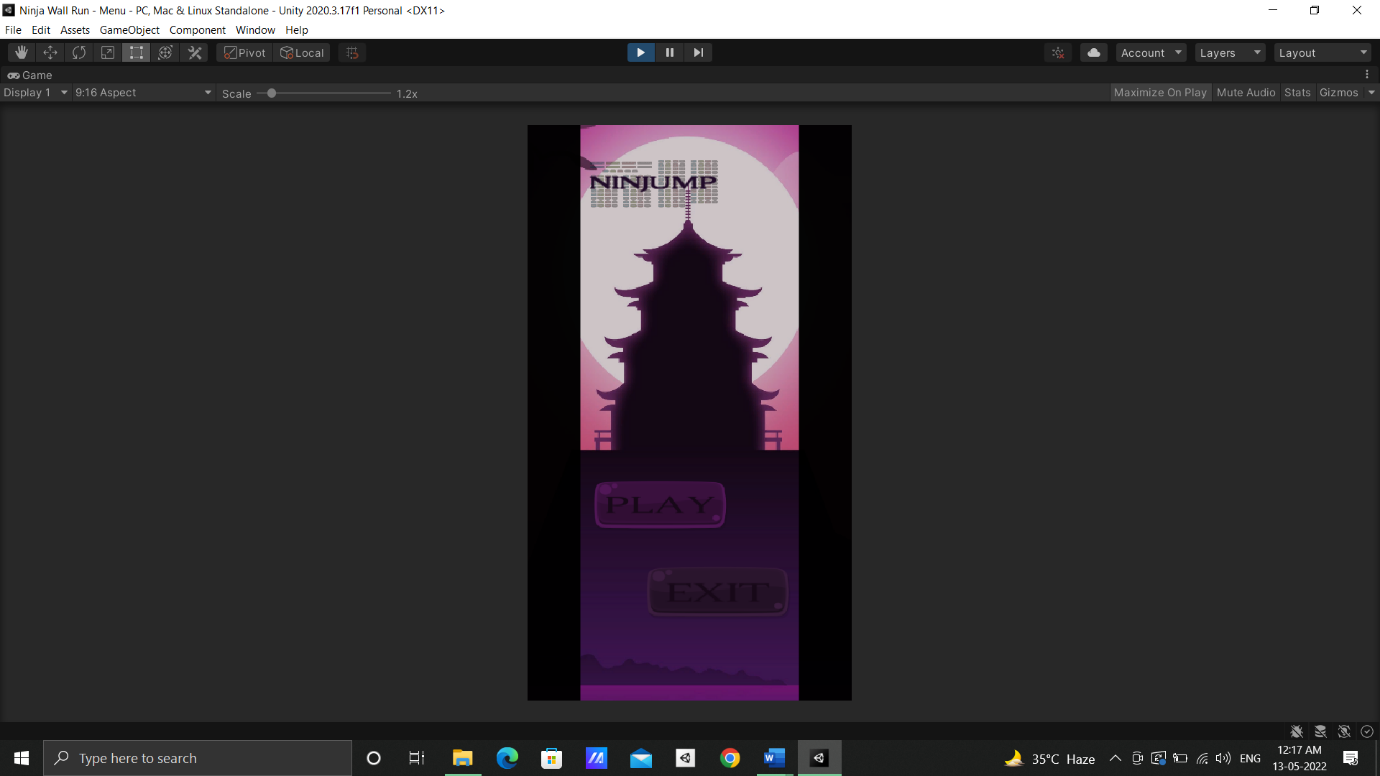 Ninja Wall Run - Menu - PC, Mac & Linux Standalone - Unity 2020.3.17f1 Personal <DX11>
File Edit Assets GameObject Component Window Help
Pivot Local Account Layers Layout
Game
Display 1 9:16 Aspect Scale 1.2x Maximize On Play Mute Audio Stats Gizmos
NINJUMP
PLAY
EXIT
Type here to search 35°C Haze ENG 12:17 AM
13-05-2022